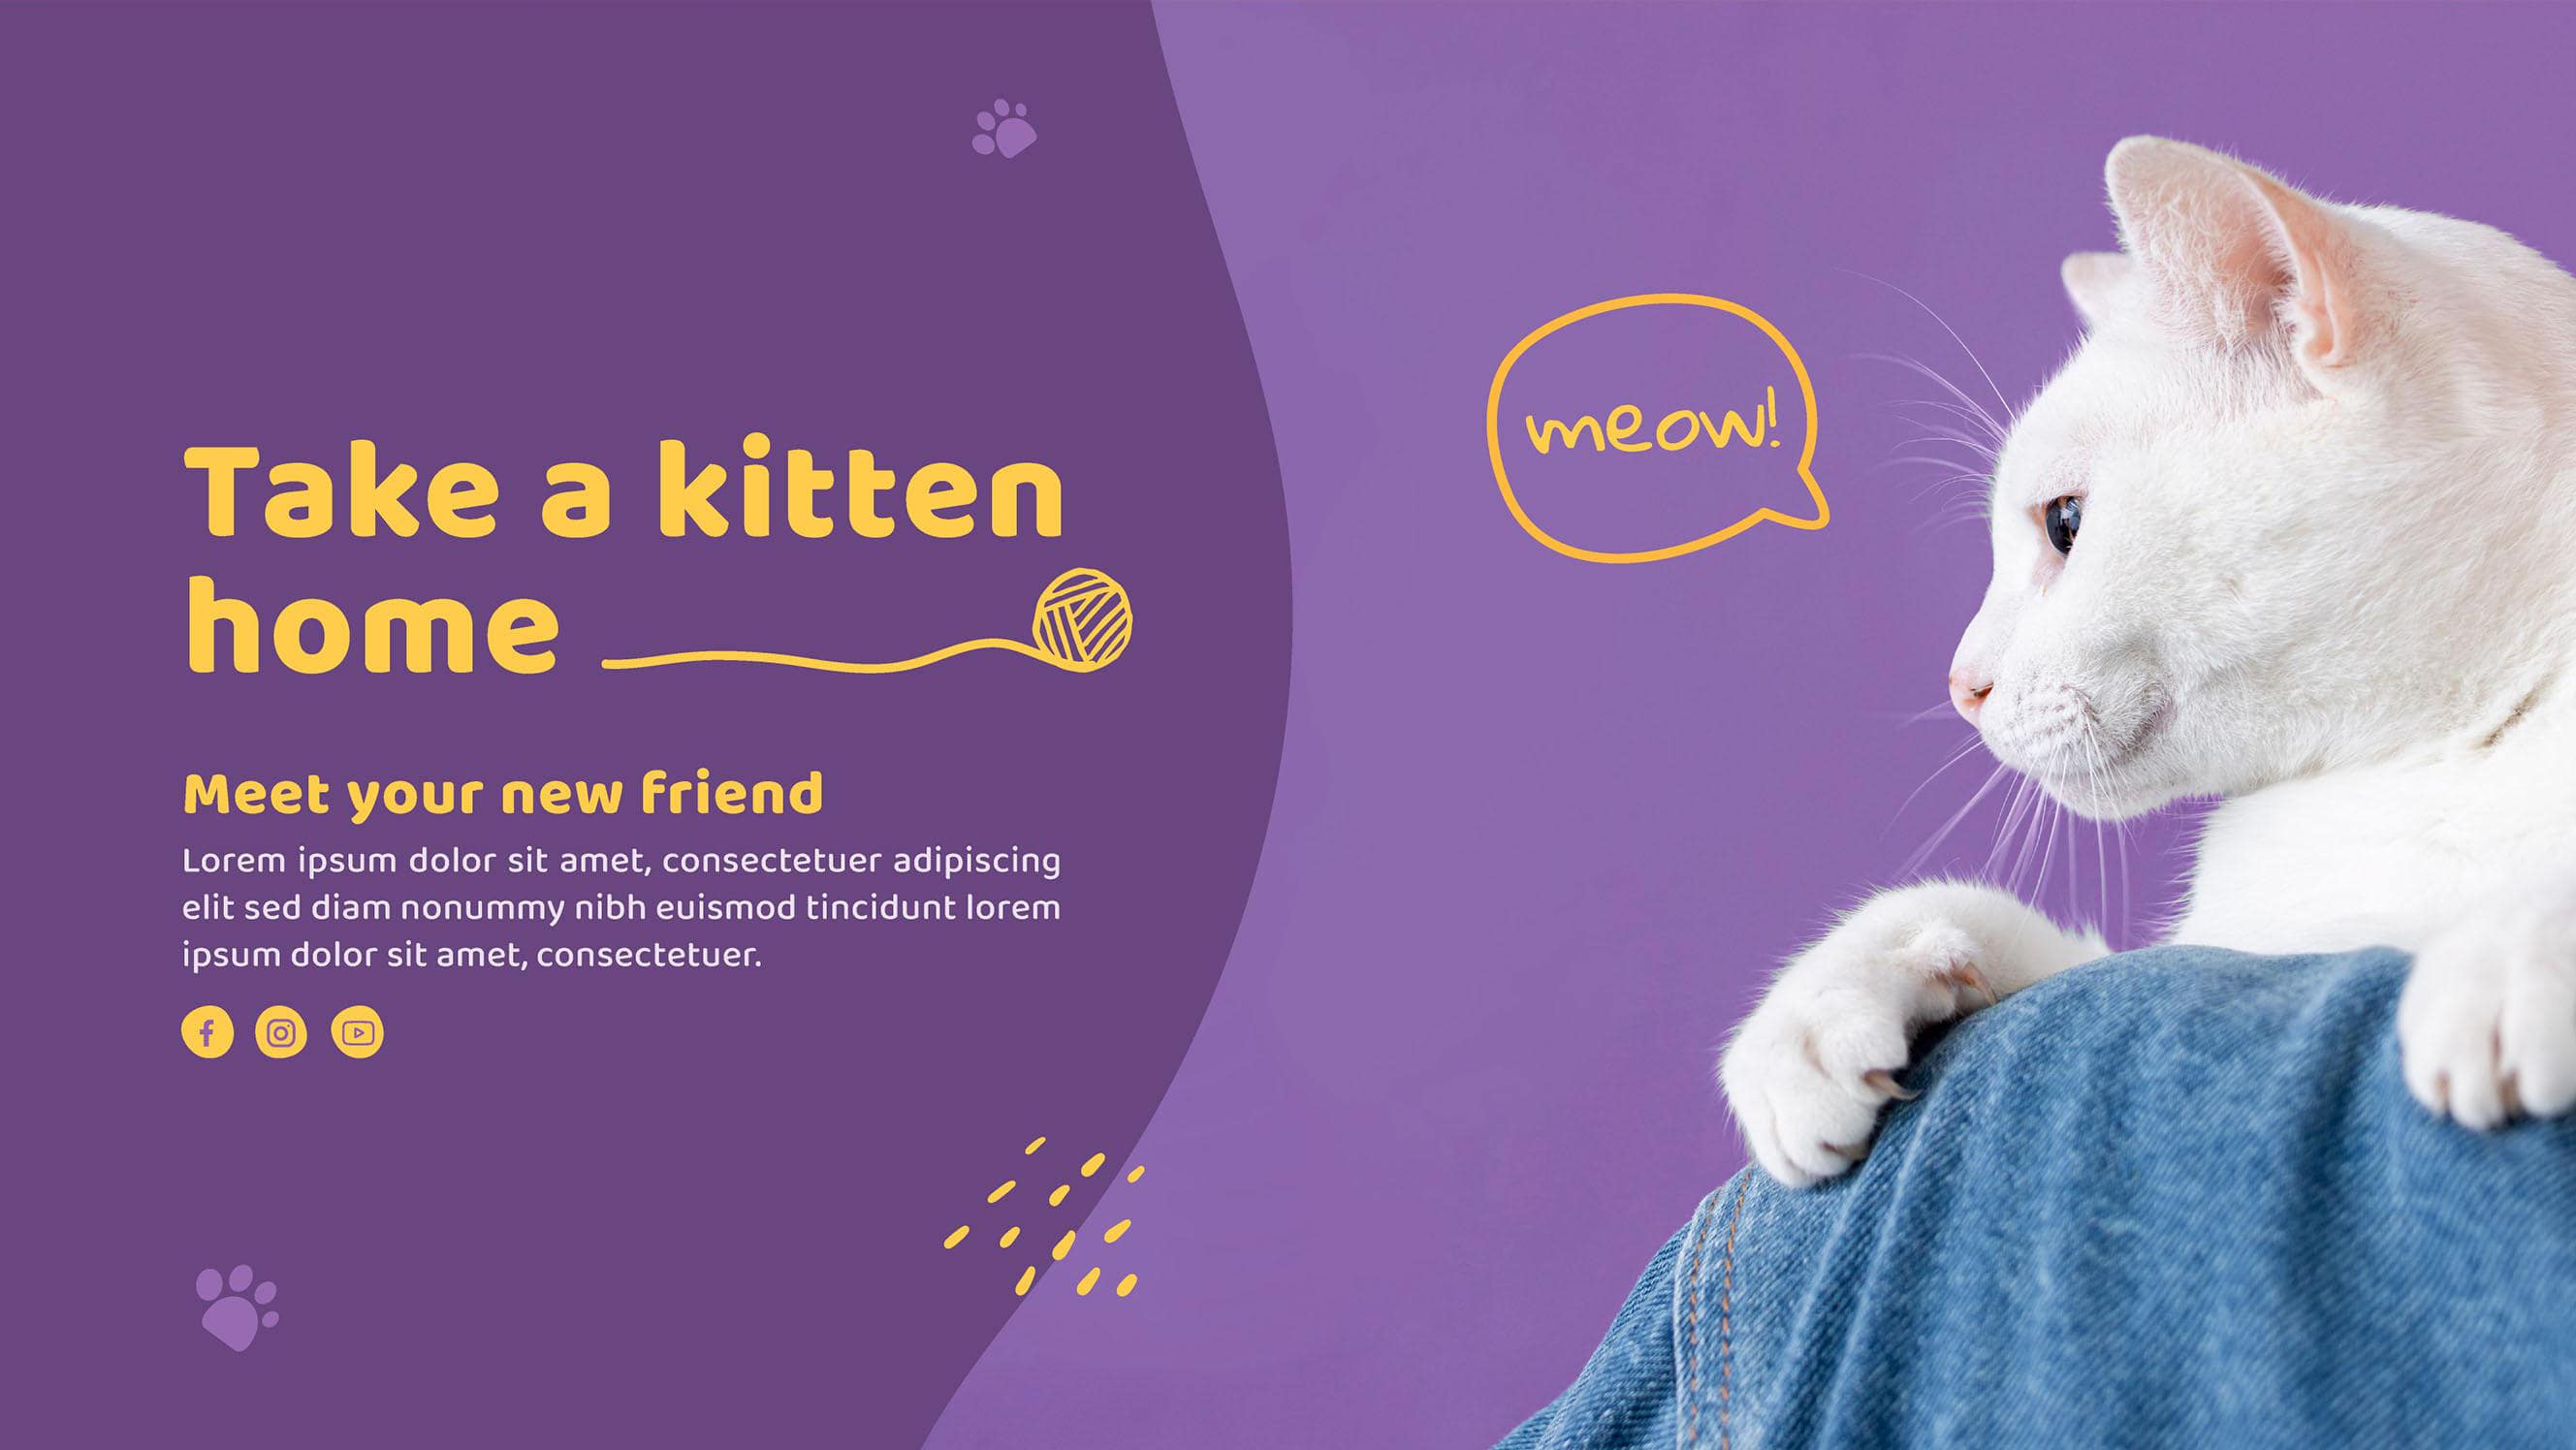 Take a kitten
home
meow!
Meet your new friend
Lorem ipsum dolor sit amet, consectetuer adipiscing
elit sed diam nonummy nibh euismod tincidunt lorem
ipsum dolor sit amet, consectetuer.